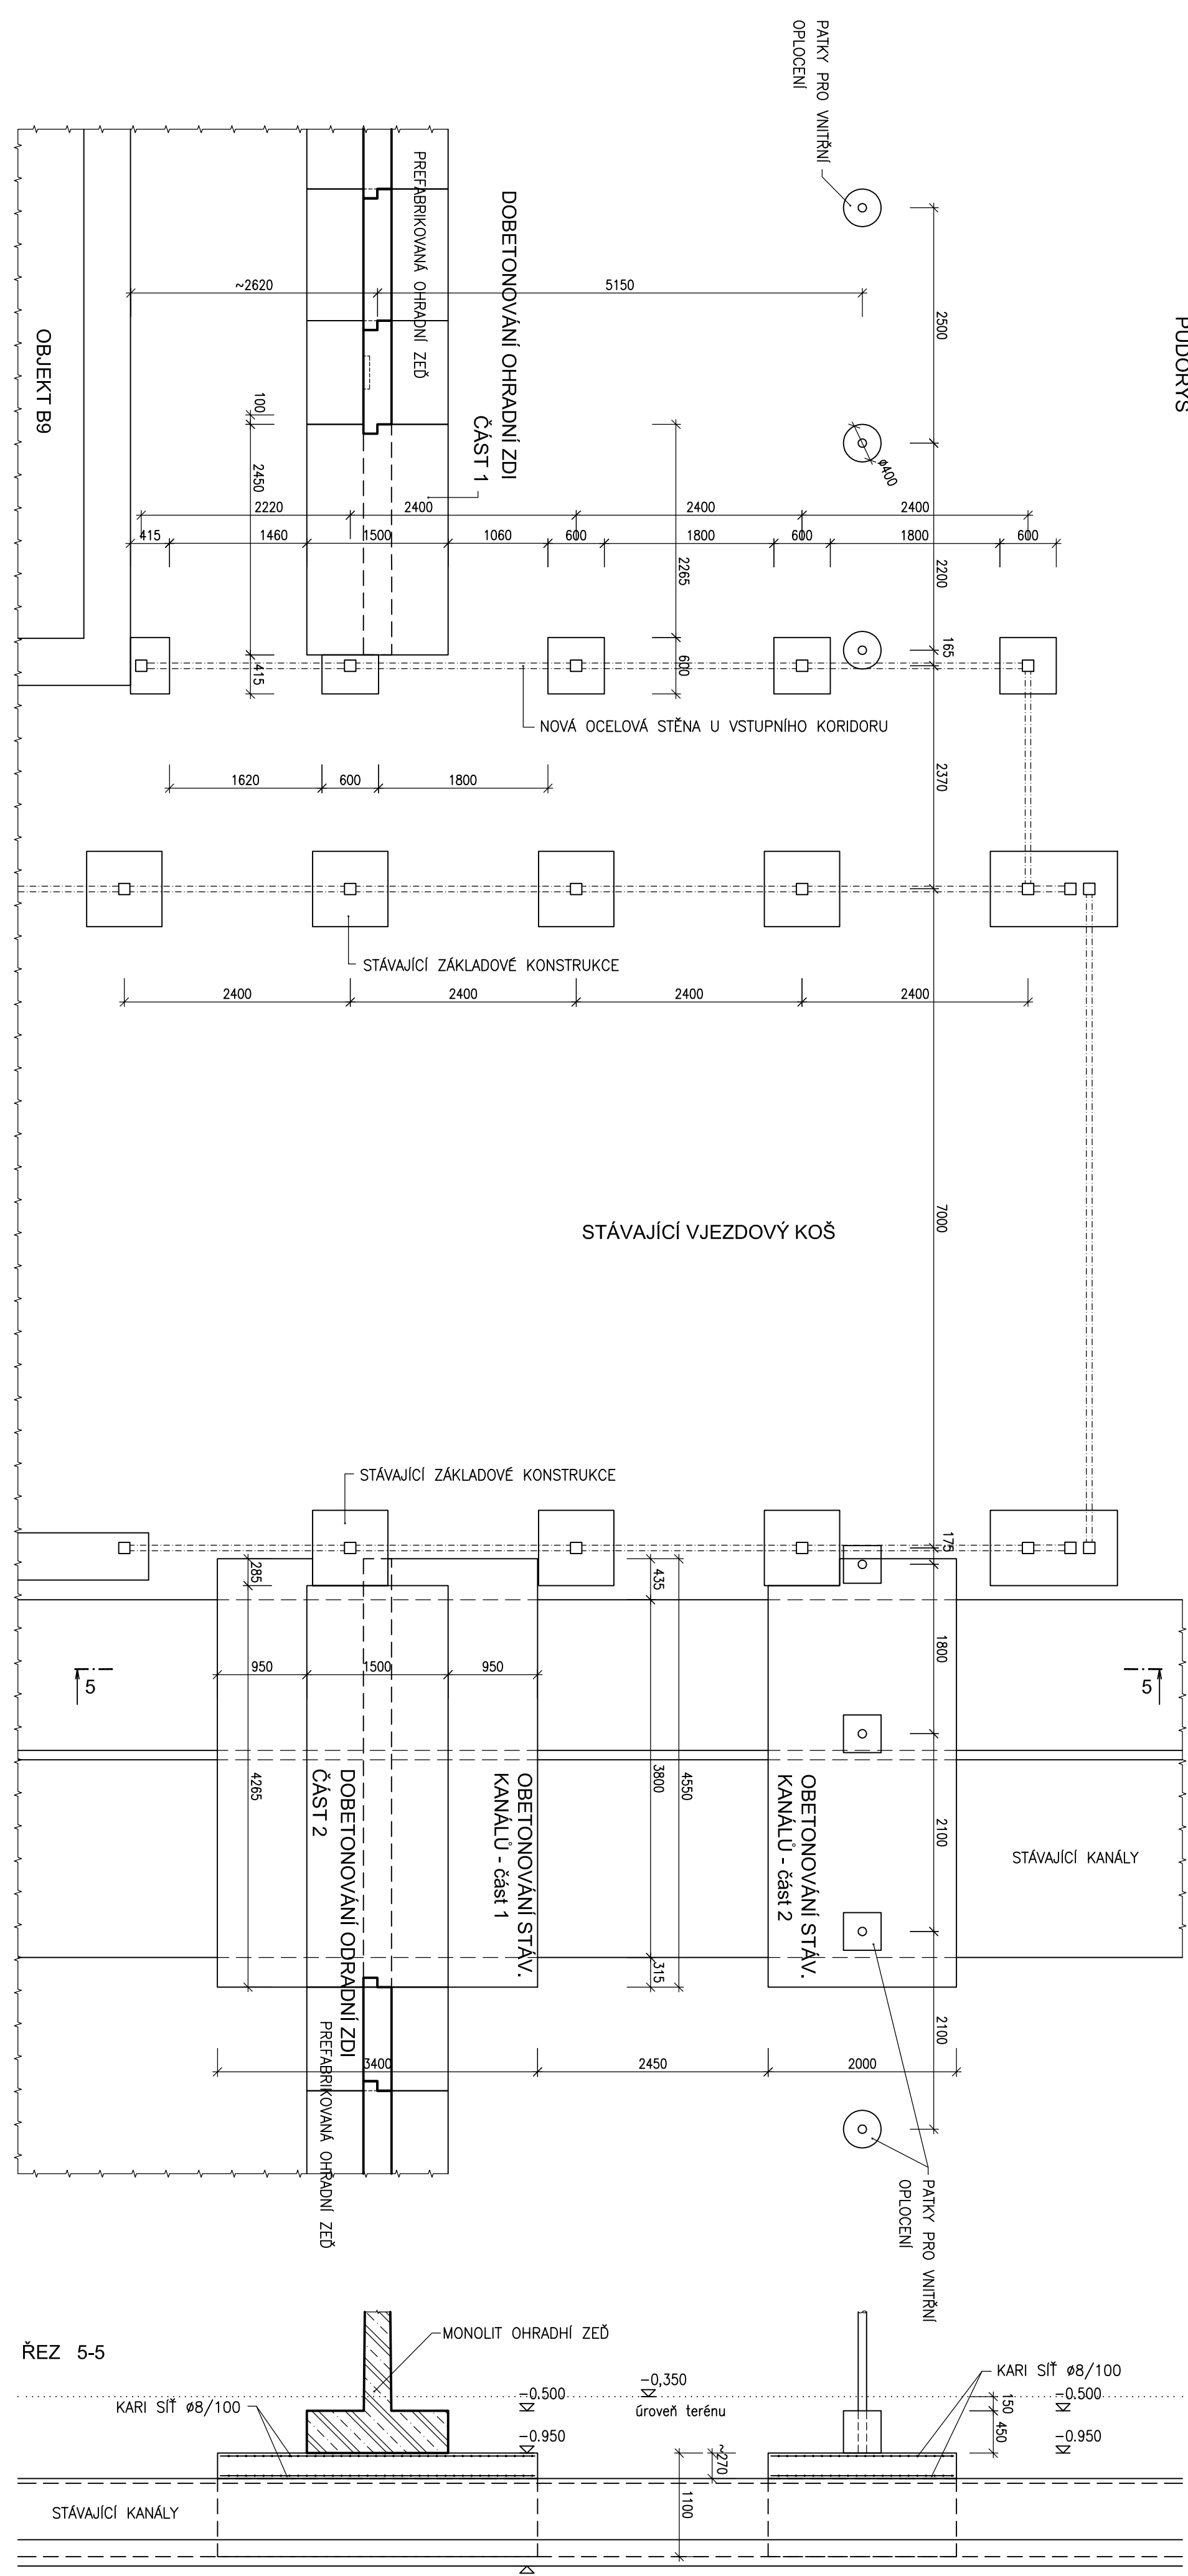 PATKY PRO VNITŘNÍ
OPLOCENÍ
PŮDORYS
DOBETONOVÁNÍ OHRADNÍ ZDI
ČÁST 1
PREFABRIKOVANÁ OHRADNÍ ZEĎ
OBJEKT B9
~2620
5150
2500
ø400
100
2450
2220
2400
2400
2400
415
1460
1500
1060
600
1800
600
1800
600
2265
2200
165
600
415
NOVÁ OCELOVÁ STĚNA U VSTUPNÍHO KORIDORU
1620
600
1800
2370
STÁVAJÍCÍ ZÁKLADOVÉ KONSTRUKCE
2400
2400
2400
2400
7000
STÁVAJÍCÍ VJEZDOVÝ KOŠ
STÁVAJÍCÍ ZÁKLADOVÉ KONSTRUKCE
175
285
435
950
1500
950
1800
5
5
4265
3800
4550
2100
DOBETONOVÁNÍ ODRADNÍ ZDI
ČÁST 2
OBETONOVÁNÍ STÁV.
KANÁLŮ - část 1
OBETONOVÁNÍ STÁV.
KANÁLŮ - část 2
STÁVAJÍCÍ KANÁLY
315
2100
3400
2450
2000
PREFABRIKOVANÁ OHRADNÍ ZEĎ
PATKY PRO VNITŘNÍ
OPLOCENÍ
ŘEZ 5-5
MONOLIT OHRADHÍ ZEĎ
KARI SÍŤ ø8/100
KARI SÍŤ ø8/100
-0,350
úroveň terénu
-0.500
-0.950
-0.500
-0.950
150
450
~270
1100
STÁVAJÍCÍ KANÁLY